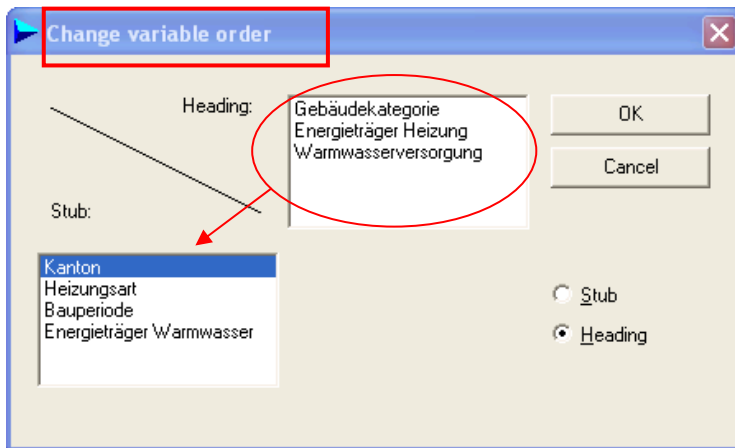 Change variable order
Heading:
Gebäudekategorie
Energieträger Heizung
Warmwasserversorgung
OK
Cancel
Stub:
Kanton
Heizungsart
Bauperiode
Energieträger Warmwasser
Stub
Heading